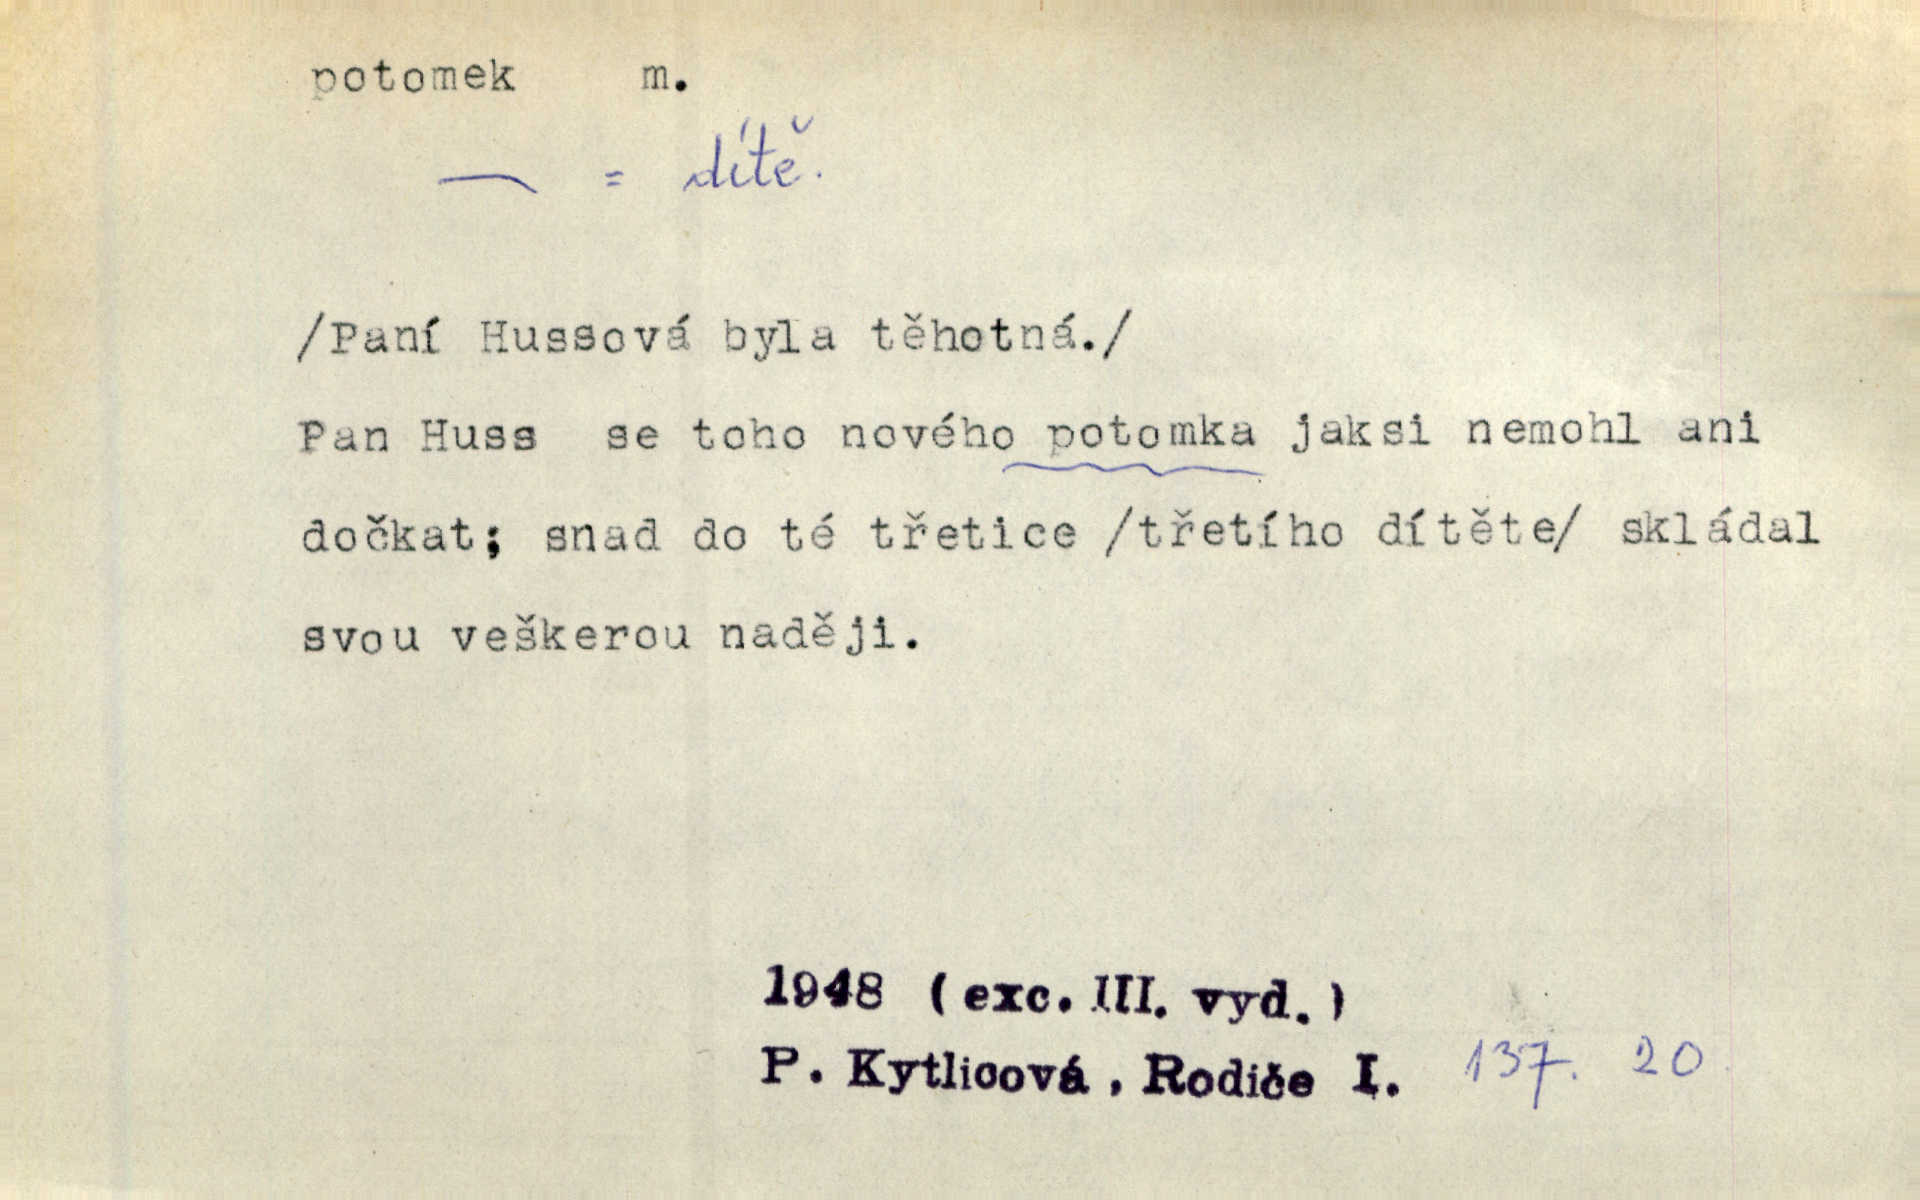 potomek m.
— = dítě.
/Paní Hussová byla těhotná./
Pan Huss se toho nového potomka jaksi nemohl ani
dočkat; snad do té třetice /třetího dítěte/ skládal
svou veškerou naději.
1948 (exc. III. vyd.)
P. Kytlicová, Rodiče I. 137. 20